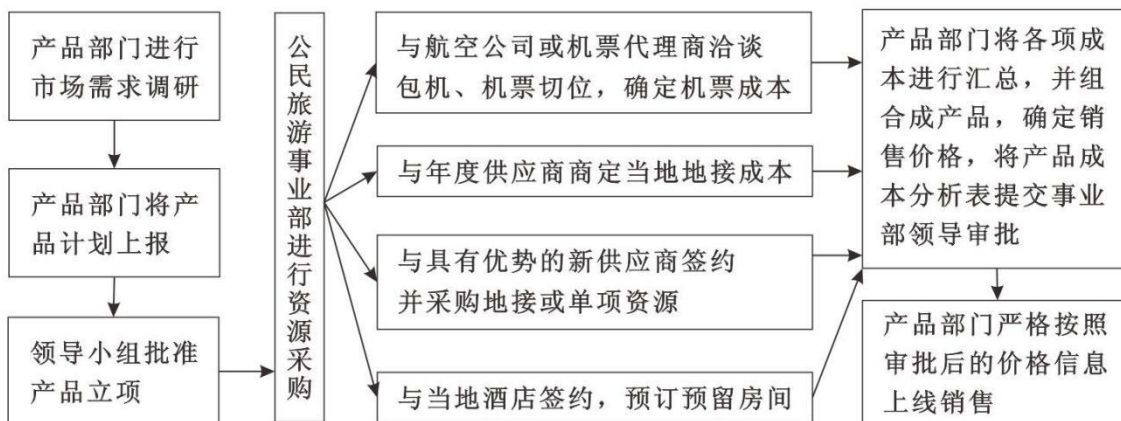 产品部门进行
市场需求调研
产品部门将产
品计划上报
领导小组批准
产品立项
公民旅游事业部进行资源采购
与航空公司或机票代理商洽谈
包机、机票切位，确定机票成本
与年度供应商商定当地地接成本
与具有优势的新供应商签约
并采购地接或单项资源
与当地酒店签约，预订预留房间
产品部门将各项成
本进行汇总，并组
合成产品，确定销
售价格，将产品成
本分析表提交事业
部领导审批
产品部门严格按照
审批后的价格信息
上线销售